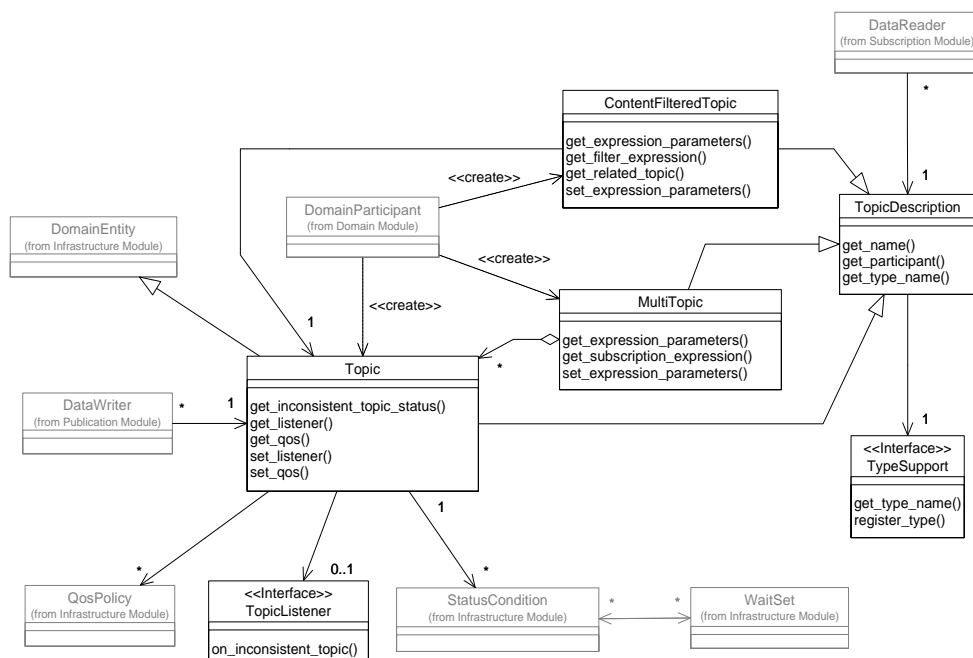 DataReader
(from Subscription Module)
*
1
ContentFilteredTopic
get_expression_parameters()
get_filter_expression()
get_related_topic()
set_expression_parameters()
<<create>>
DomainParticipant
(from Domain Module)
DomainEntity
(from Infrastructure Module)
TopicDescription
get_name()
get_participant()
get_type_name()
<<create>>
<<create>>
MultiTopic
get_expression_parameters()
get_subscription_expression()
set_expression_parameters()
1
*
Topic
get_inconsistent_topic_status()
get_listener()
get_qos()
set_listener()
set_qos()
DataWriter
(from Publication Module)
*
1
1
<<Interface>>
TypeSupport
get_type_name()
register_type()
1
*
0..1
*
QosPolicy
(from Infrastructure Module)
<<Interface>>
TopicListener
on_inconsistent_topic()
StatusCondition
(from Infrastructure Module)
*
*
WaitSet
(from Infrastructure Module)